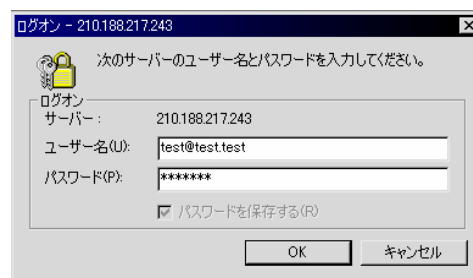 ログオン - 210.188.217.243
次のサーバーのユーザー名とパスワードを入力してください。
ログオン
サーバー : 210.188.217.243
ユーザー名(U): test@test.test
パスワード(P): *******
パスワードを保存する(R)
OK キャンセル